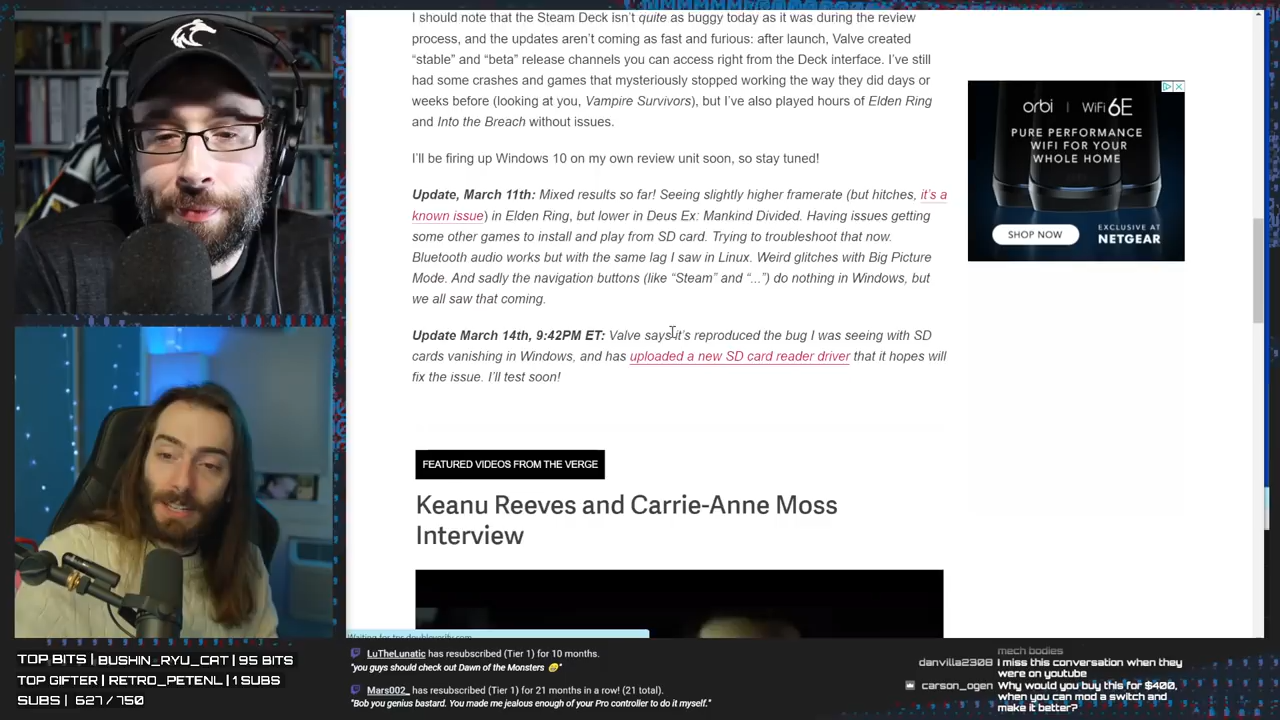 I should note that the Steam Deck isn't quite as buggy today as it was during the review
process, and the updates aren't coming as fast and furious: after launch, Valve created
“stable” and “beta” release channels you can access right from the Deck interface. I've still
had some crashes and games that mysteriously stopped working the way they did days or
weeks before (looking at you, Vampire Survivors), but I've also played hours of Elden Ring
and Into the Breach without issues.
I'll be firing up Windows 10 on my own review unit soon, so stay tuned!
Update, March 11th: Mixed results so far! Seeing slightly higher framerate (but hitches, it's a
known issue) in Elden Ring, but lower in Deus Ex: Mankind Divided. Having issues getting
some other games to install and play from SD card. Trying to troubleshoot that now.
Bluetooth audio works but with the same lag I saw in Linux. Weird glitches with Big Picture
Mode. And sadly the navigation buttons (like “Steam” and “...”) do nothing in Windows, but
we all saw that coming.
Update March 14th, 9:42PM ET: Valve says it's reproduced the bug I was seeing with SD
cards vanishing in Windows, and has uploaded a new SD card reader driver that it hopes will
fix the issue. I'll test soon!
FEATURED VIDEOS FROM THE VERGE
Keanu Reeves and Carrie-Anne Moss
Interview
orbi | WiFi 6E
PURE PERFORMANCE
WIFI FOR YOUR
WHOLE HOME
SHOP NOW
EXCLUSIVE AT
NETGEAR
TOP BITS | BUSHIN_RYU_CAT | 95 BITS
TOP GIFTER | RETRO_PETENL | 1 SUBS
SUBS | 627 / 750
LuTheLunatic has resubscribed (Tier 1) for 10 months.
"you guys should check out Dawn of the Monsters"
Mars002_ has resubscribed (Tier 1) for 21 months in a row! (21 total).
"Bob you genius bastard. You made me jealous enough of your Pro controller to do it myself."
mech bodies
danvilla2308 I miss this conversation when they
were on youtube
carson_ogen Why would you buy this for $400,
when you can mod a switch and
make it better?